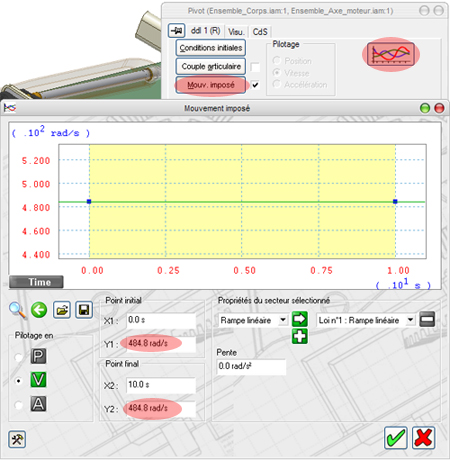 Pivot (Ensemble_Corps.iam:1, Ensemble_Axe_moteur.iam:1)
ddl 1 (R) Visu. CdS
Conditions initiales
Couple articulaire
Mouv. imposé
Pilotage
Position
Vitesse
Accélération
Mouvement imposé
( .10² rad/s )
5.200
5.000
4.800
4.600
4.400
Time
0.00 0.25 0.50 0.75 1.00
( .10¹ s )
Pilotage en
P
V
A
Point initial
X1 : 0.0 s
Y1 : 484.8 rad/s
Point final
X2 : 10.0 s
Y2 : 484.8 rad/s
Propriétés du secteur sélectionné
Rampe linéaire Loi n°1 : Rampe linéaire
Pente
0.0 rad/s²